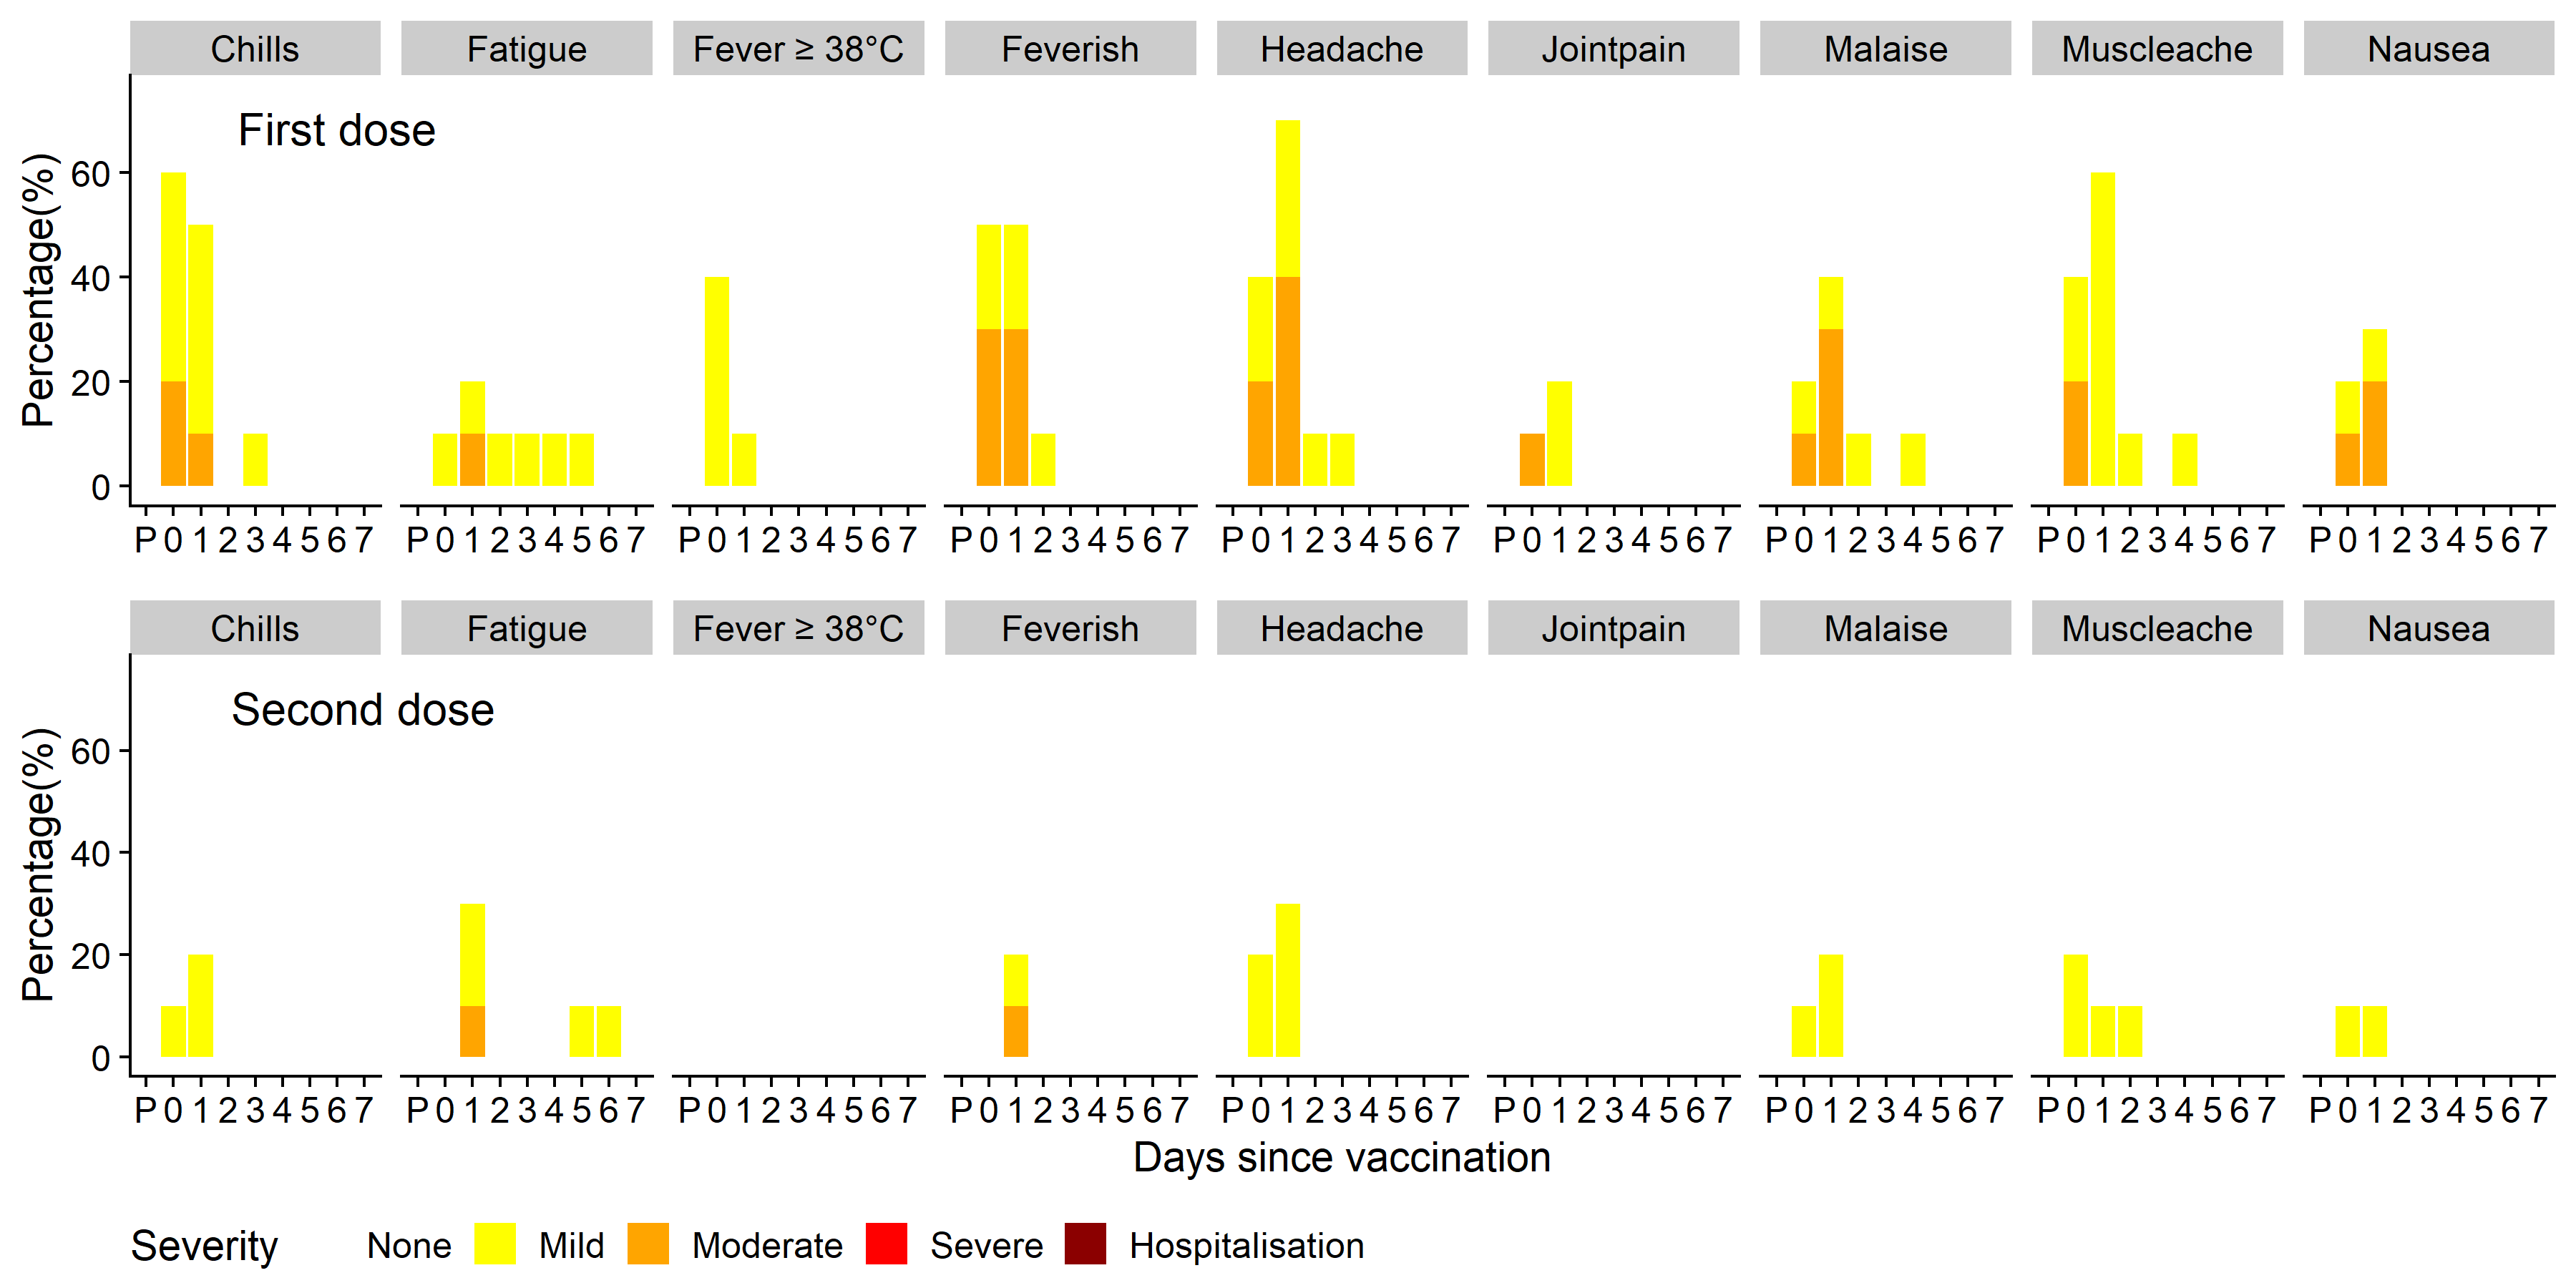 Chills Fatigue Fever ≥ 38°C Feverish Headache Jointpain Malaise Muscleache Nausea
First dose
Percentage(%)
60
40
20
0
P 0 1 2 3 4 5 6 7 P 0 1 2 3 4 5 6 7 P 0 1 2 3 4 5 6 7 P 0 1 2 3 4 5 6 7 P 0 1 2 3 4 5 6 7 P 0 1 2 3 4 5 6 7 P 0 1 2 3 4 5 6 7 P 0 1 2 3 4 5 6 7 P 0 1 2 3 4 5 6 7
Chills Fatigue Fever ≥ 38°C Feverish Headache Jointpain Malaise Muscleache Nausea
Second dose
Percentage(%)
60
40
20
0
P 0 1 2 3 4 5 6 7 P 0 1 2 3 4 5 6 7 P 0 1 2 3 4 5 6 7 P 0 1 2 3 4 5 6 7 P 0 1 2 3 4 5 6 7 P 0 1 2 3 4 5 6 7 P 0 1 2 3 4 5 6 7 P 0 1 2 3 4 5 6 7 P 0 1 2 3 4 5 6 7
Days since vaccination
Severity None Mild Moderate Severe Hospitalisation